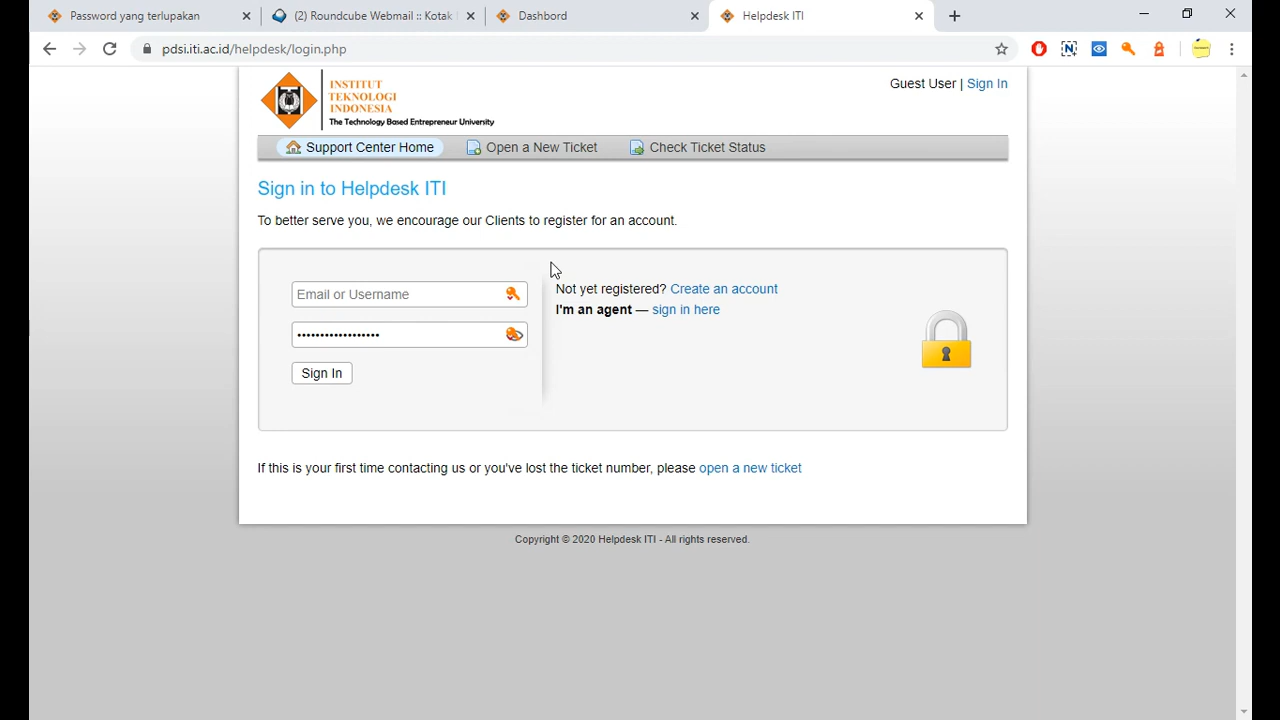 Password yang terlupakan
(2) Roundcube Webmail :: Kotak
Dashbord
Helpdesk ITI
pdsi.iti.ac.id/helpdesk/login.php
INSTITUT
TEKNOLOGI
INDONESIA
The Technology Based Entrepreneur University
Guest User | Sign In
Support Center Home
Open a New Ticket
Check Ticket Status
Sign in to Helpdesk ITI
To better serve you, we encourage our Clients to register for an account.
Email or Username
••••••••••••••••••
Sign In
Not yet registered? Create an account
I'm an agent — sign in here
If this is your first time contacting us or you've lost the ticket number, please open a new ticket
Copyright © 2020 Helpdesk ITI - All rights reserved.